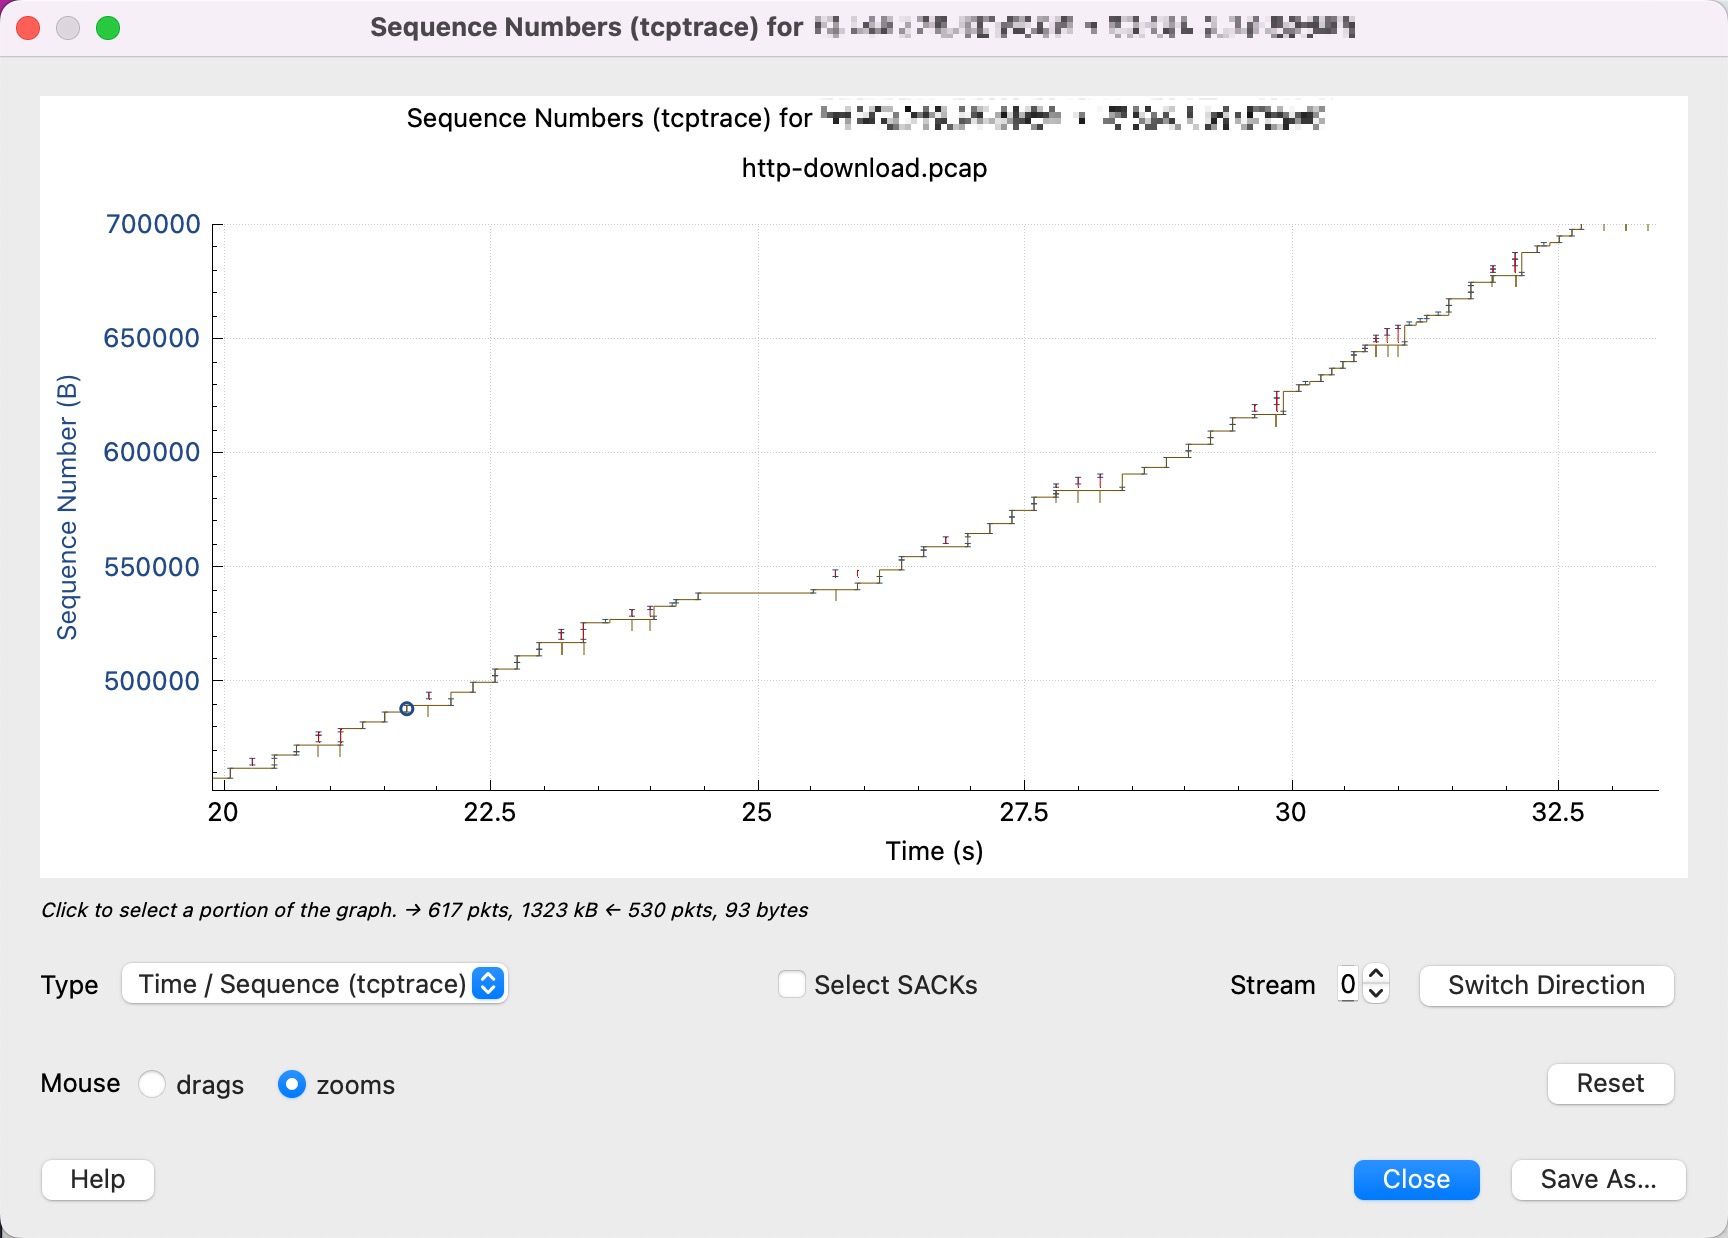 Sequence Numbers (tcptrace) for
Sequence Numbers (tcptrace) for
http-download.pcap
700000
650000
600000
550000
500000
Sequence Number (B)
20 22.5 25 27.5 30 32.5
Time (s)
Click to select a portion of the graph. → 617 pkts, 1323 kB ← 530 pkts, 93 bytes
Type Time / Sequence (tcptrace) Select SACKs Stream 0 Switch Direction
Mouse drags zooms Reset
Help Close Save As...